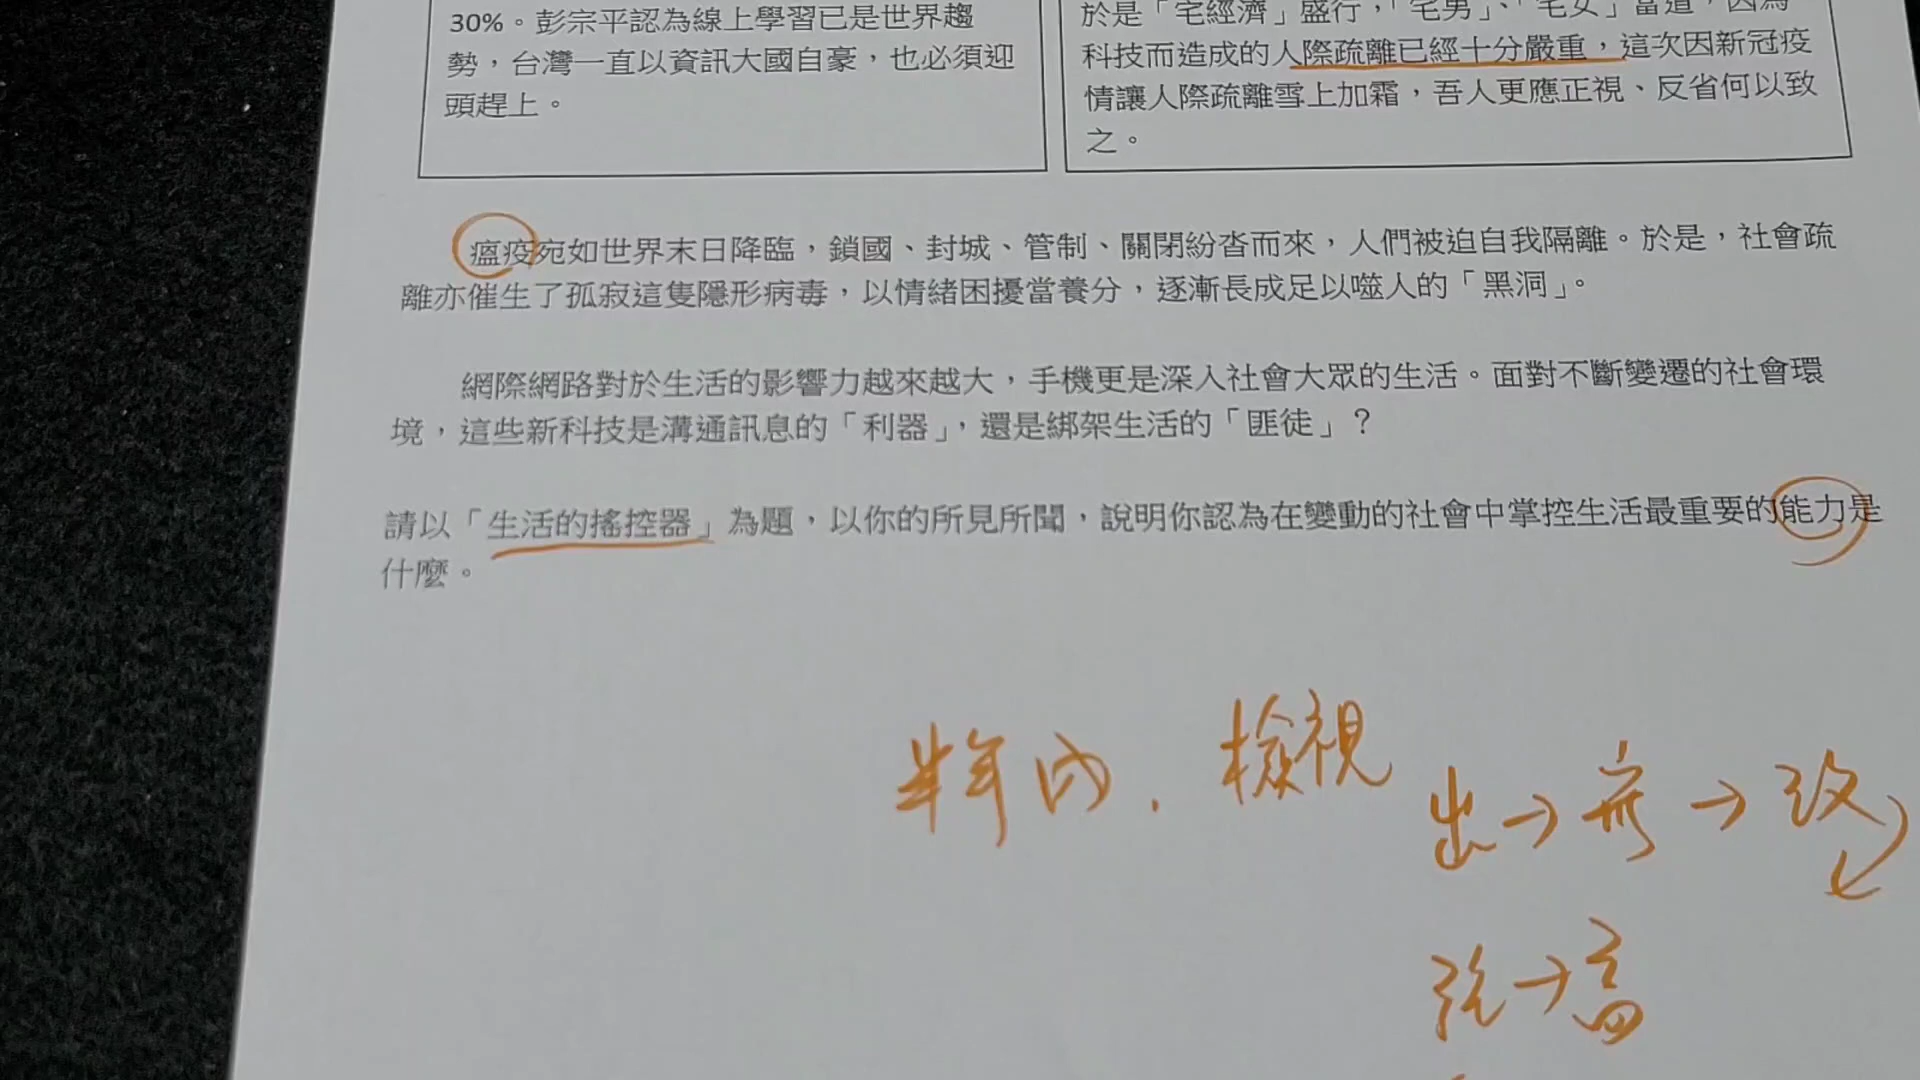 30%。彭宗平認為線上學習已是世界趨
勢，台灣一直以資訊大國自豪，也必須迎
頭趕上。
於是「宅經濟」盛行，「宅男」、「宅女」當道，因為
科技而造成的人際疏離已經十分嚴重，這次因新冠疫
情讓人際疏離雪上加霜，吾人更應正視、反省何以致
之。
瘟疫宛如世界末日降臨，鎖國、封城、管制、關閉紛沓而來，人們被迫自我隔離。於是，社會疏
離亦催生了孤寂這隻隱形病毒，以情緒困擾當養分，逐漸長成足以噬人的「黑洞」。
網際網路對於生活的影響力越來越大，手機更是深入社會大眾的生活。面對不斷變遷的社會環
境，這些新科技是溝通訊息的「利器」，還是綁架生活的「匪徒」？
請以「生活的搖控器」為題，以你的所見所聞，說明你認為在變動的社會中掌控生活最重要的能力是
什麼。
半年內．檢視
出→→改
→高